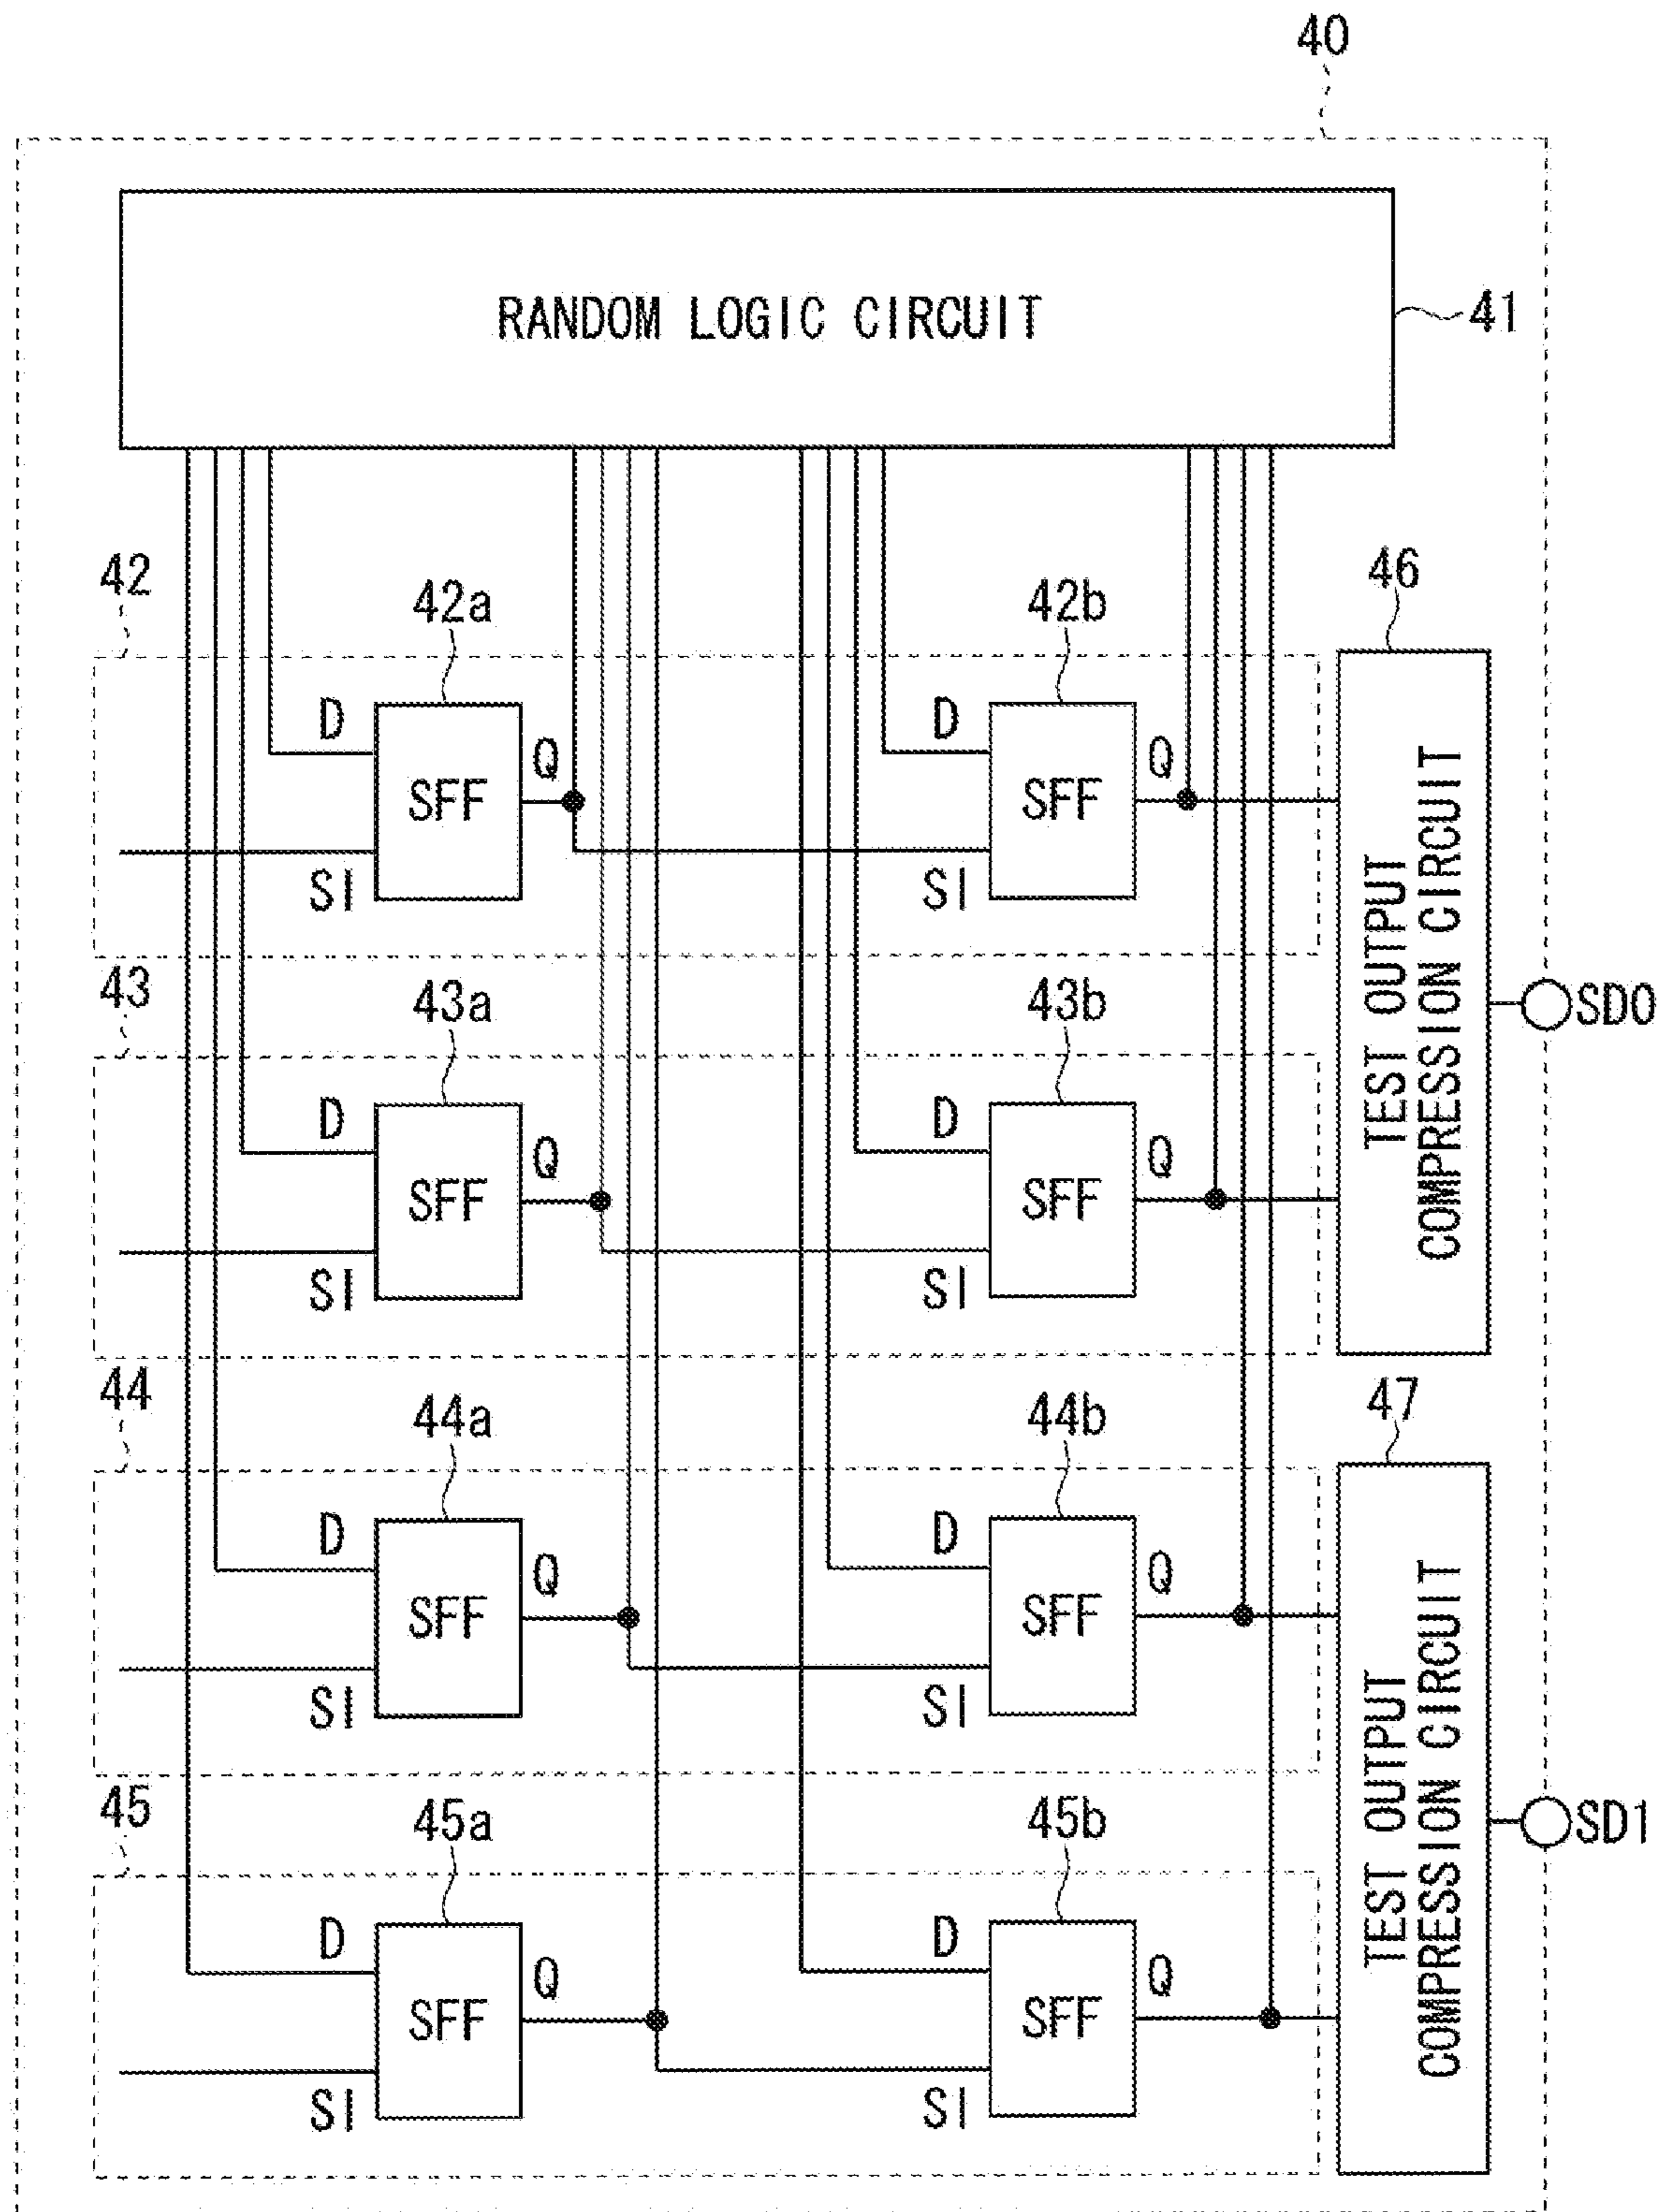 40
RANDOM LOGIC CIRCUIT
41
42
42a
42b
46
D
SFF
Q
SI
D
SFF
Q
SI
TEST OUTPUT
COMPRESSION CIRCUIT
SD0
43
43a
43b
D
SFF
Q
SI
D
SFF
Q
SI
44
44a
44b
47
D
SFF
Q
SI
D
SFF
Q
SI
TEST OUTPUT
COMPRESSION CIRCUIT
SD1
45
45a
45b
D
SFF
Q
SI
D
SFF
Q
SI